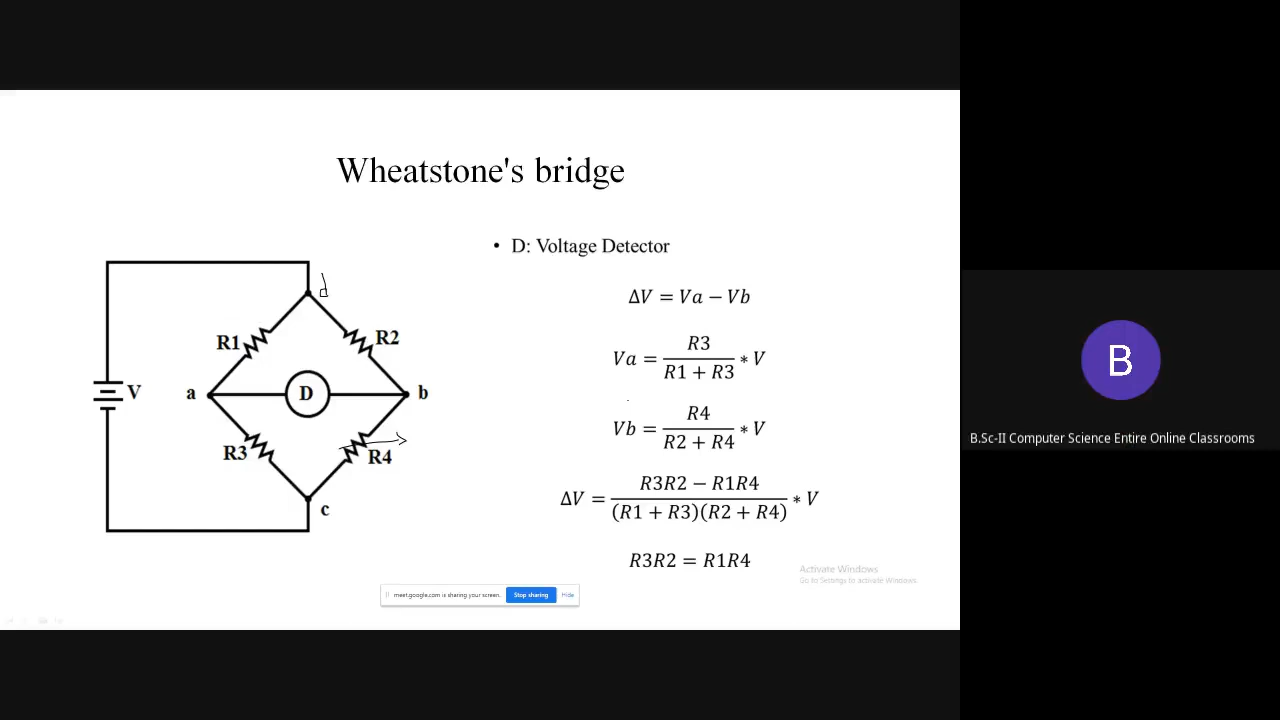 Wheatstone's bridge
• D: Voltage Detector
d
R1
R2
V
a
D
b
R3
R4
c
ΔV = Va − Vb
Va = R3 / R1 + R3 ∗ V
Vb = R4 / R2 + R4 ∗ V
ΔV = R3R2 − R1R4 / (R1 + R3)(R2 + R4) ∗ V
R3R2 = R1R4
Activate Windows
Go to Settings to activate Windows.
meet.google.com is sharing your screen.
Stop sharing
Hide
B
B.Sc-II Computer Science Entire Online Classrooms